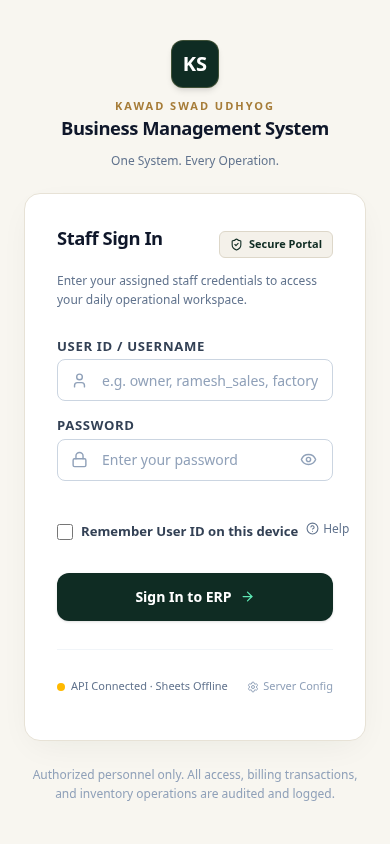 KS
KAWAD SWAD UDHYOG
Business Management System
One System. Every Operation.
Staff Sign In
Secure Portal
Enter your assigned staff credentials to access
your daily operational workspace.
USER ID / USERNAME
e.g. owner, ramesh_sales, factory
PASSWORD
Enter your password
Remember User ID on this device
Help
Sign In to ERP →
API Connected · Sheets Offline
Server Config
Authorized personnel only. All access, billing transactions,
and inventory operations are audited and logged.